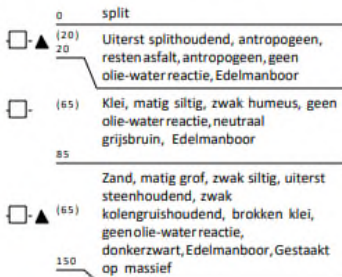 0 split
(20) Uiterst splithoudend, antropogeen,
20 resten asfalt, antropogeen, geen
olie-water reactie, Edelmanboor
(65) Klei, matig siltig, zwak humeus, geen
olie-water reactie, neutraal
grijsbruin, Edelmanboor
85
Zand, matig grof, zwak siltig, uiterst
steenhoudend, zwak
(65) kolengruishoudend, brokken klei,
geen olie-water reactie,
donkerzwart, Edelmanboor, Gestaakt
150 op massief